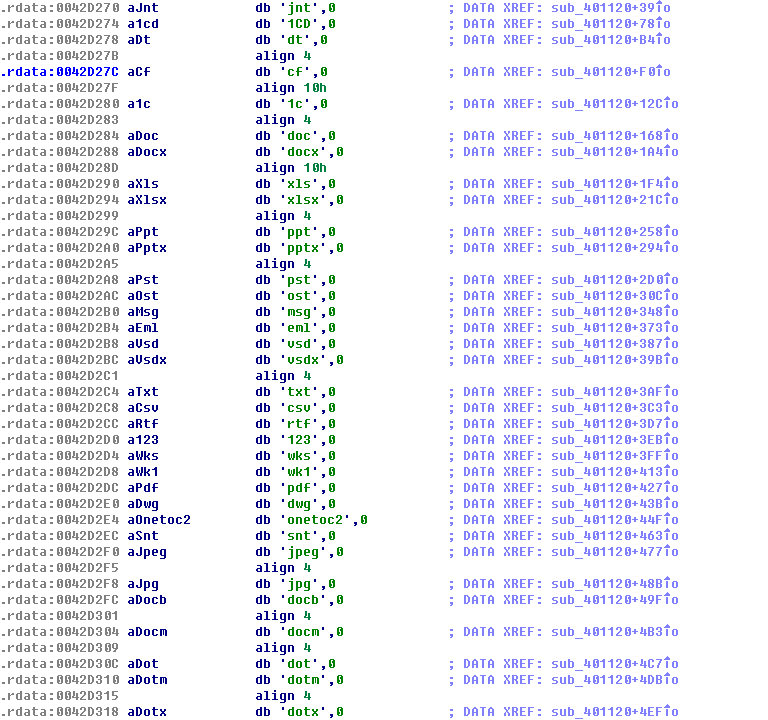 .rdata:0042D270 aJnt db 'jnt',0 ; DATA XREF: sub_401120+39↑o
.rdata:0042D274 a1cd db '1CD',0 ; DATA XREF: sub_401120+78↑o
.rdata:0042D278 aDt db 'dt',0 ; DATA XREF: sub_401120+B4↑o
.rdata:0042D27B align 4
.rdata:0042D27C aCf db 'cf',0 ; DATA XREF: sub_401120+F0↑o
.rdata:0042D27F align 10h
.rdata:0042D280 a1c db '1c',0 ; DATA XREF: sub_401120+12C↑o
.rdata:0042D283 align 4
.rdata:0042D284 aDoc db 'doc',0 ; DATA XREF: sub_401120+168↑o
.rdata:0042D288 aDocx db 'docx',0 ; DATA XREF: sub_401120+1A4↑o
.rdata:0042D28D align 10h
.rdata:0042D290 aXls db 'xls',0 ; DATA XREF: sub_401120+1F4↑o
.rdata:0042D294 aXlsx db 'xlsx',0 ; DATA XREF: sub_401120+21C↑o
.rdata:0042D299 align 4
.rdata:0042D29C aPpt db 'ppt',0 ; DATA XREF: sub_401120+258↑o
.rdata:0042D2A0 aPptx db 'pptx',0 ; DATA XREF: sub_401120+294↑o
.rdata:0042D2A5 align 4
.rdata:0042D2A8 aPst db 'pst',0 ; DATA XREF: sub_401120+2D0↑o
.rdata:0042D2AC aOst db 'ost',0 ; DATA XREF: sub_401120+30C↑o
.rdata:0042D2B0 aMsg db 'msg',0 ; DATA XREF: sub_401120+348↑o
.rdata:0042D2B4 aEml db 'eml',0 ; DATA XREF: sub_401120+373↑o
.rdata:0042D2B8 aVsd db 'vsd',0 ; DATA XREF: sub_401120+387↑o
.rdata:0042D2BC aVsdx db 'vsdx',0 ; DATA XREF: sub_401120+39B↑o
.rdata:0042D2C1 align 4
.rdata:0042D2C4 aTxt db 'txt',0 ; DATA XREF: sub_401120+3AF↑o
.rdata:0042D2C8 aCsv db 'csv',0 ; DATA XREF: sub_401120+3C3↑o
.rdata:0042D2CC aRtf db 'rtf',0 ; DATA XREF: sub_401120+3D7↑o
.rdata:0042D2D0 a123 db '123',0 ; DATA XREF: sub_401120+3EB↑o
.rdata:0042D2D4 aWks db 'wks',0 ; DATA XREF: sub_401120+3FF↑o
.rdata:0042D2D8 aWk1 db 'wk1',0 ; DATA XREF: sub_401120+413↑o
.rdata:0042D2DC aPdf db 'pdf',0 ; DATA XREF: sub_401120+427↑o
.rdata:0042D2E0 aDwg db 'dwg',0 ; DATA XREF: sub_401120+43B↑o
.rdata:0042D2E4 aOnetoc2 db 'onetoc2',0 ; DATA XREF: sub_401120+44F↑o
.rdata:0042D2EC aSnt db 'snt',0 ; DATA XREF: sub_401120+463↑o
.rdata:0042D2F0 aJpeg db 'jpeg',0 ; DATA XREF: sub_401120+477↑o
.rdata:0042D2F5 align 4
.rdata:0042D2F8 aJpg db 'jpg',0 ; DATA XREF: sub_401120+48B↑o
.rdata:0042D2FC aDocb db 'docb',0 ; DATA XREF: sub_401120+49F↑o
.rdata:0042D301 align 4
.rdata:0042D304 aDocm db 'docm',0 ; DATA XREF: sub_401120+4B3↑o
.rdata:0042D309 align 4
.rdata:0042D30C aDot db 'dot',0 ; DATA XREF: sub_401120+4C7↑o
.rdata:0042D310 aDotm db 'dotm',0 ; DATA XREF: sub_401120+4DB↑o
.rdata:0042D315 align 4
.rdata:0042D318 aDotx db 'dotx',0 ; DATA XREF: sub_401120+4EF↑o